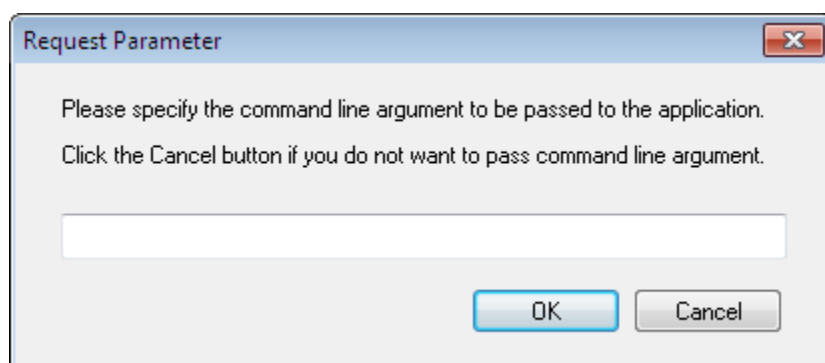 Request Parameter
Please specify the command line argument to be passed to the application.
Click the Cancel button if you do not want to pass command line argument.
OK
Cancel